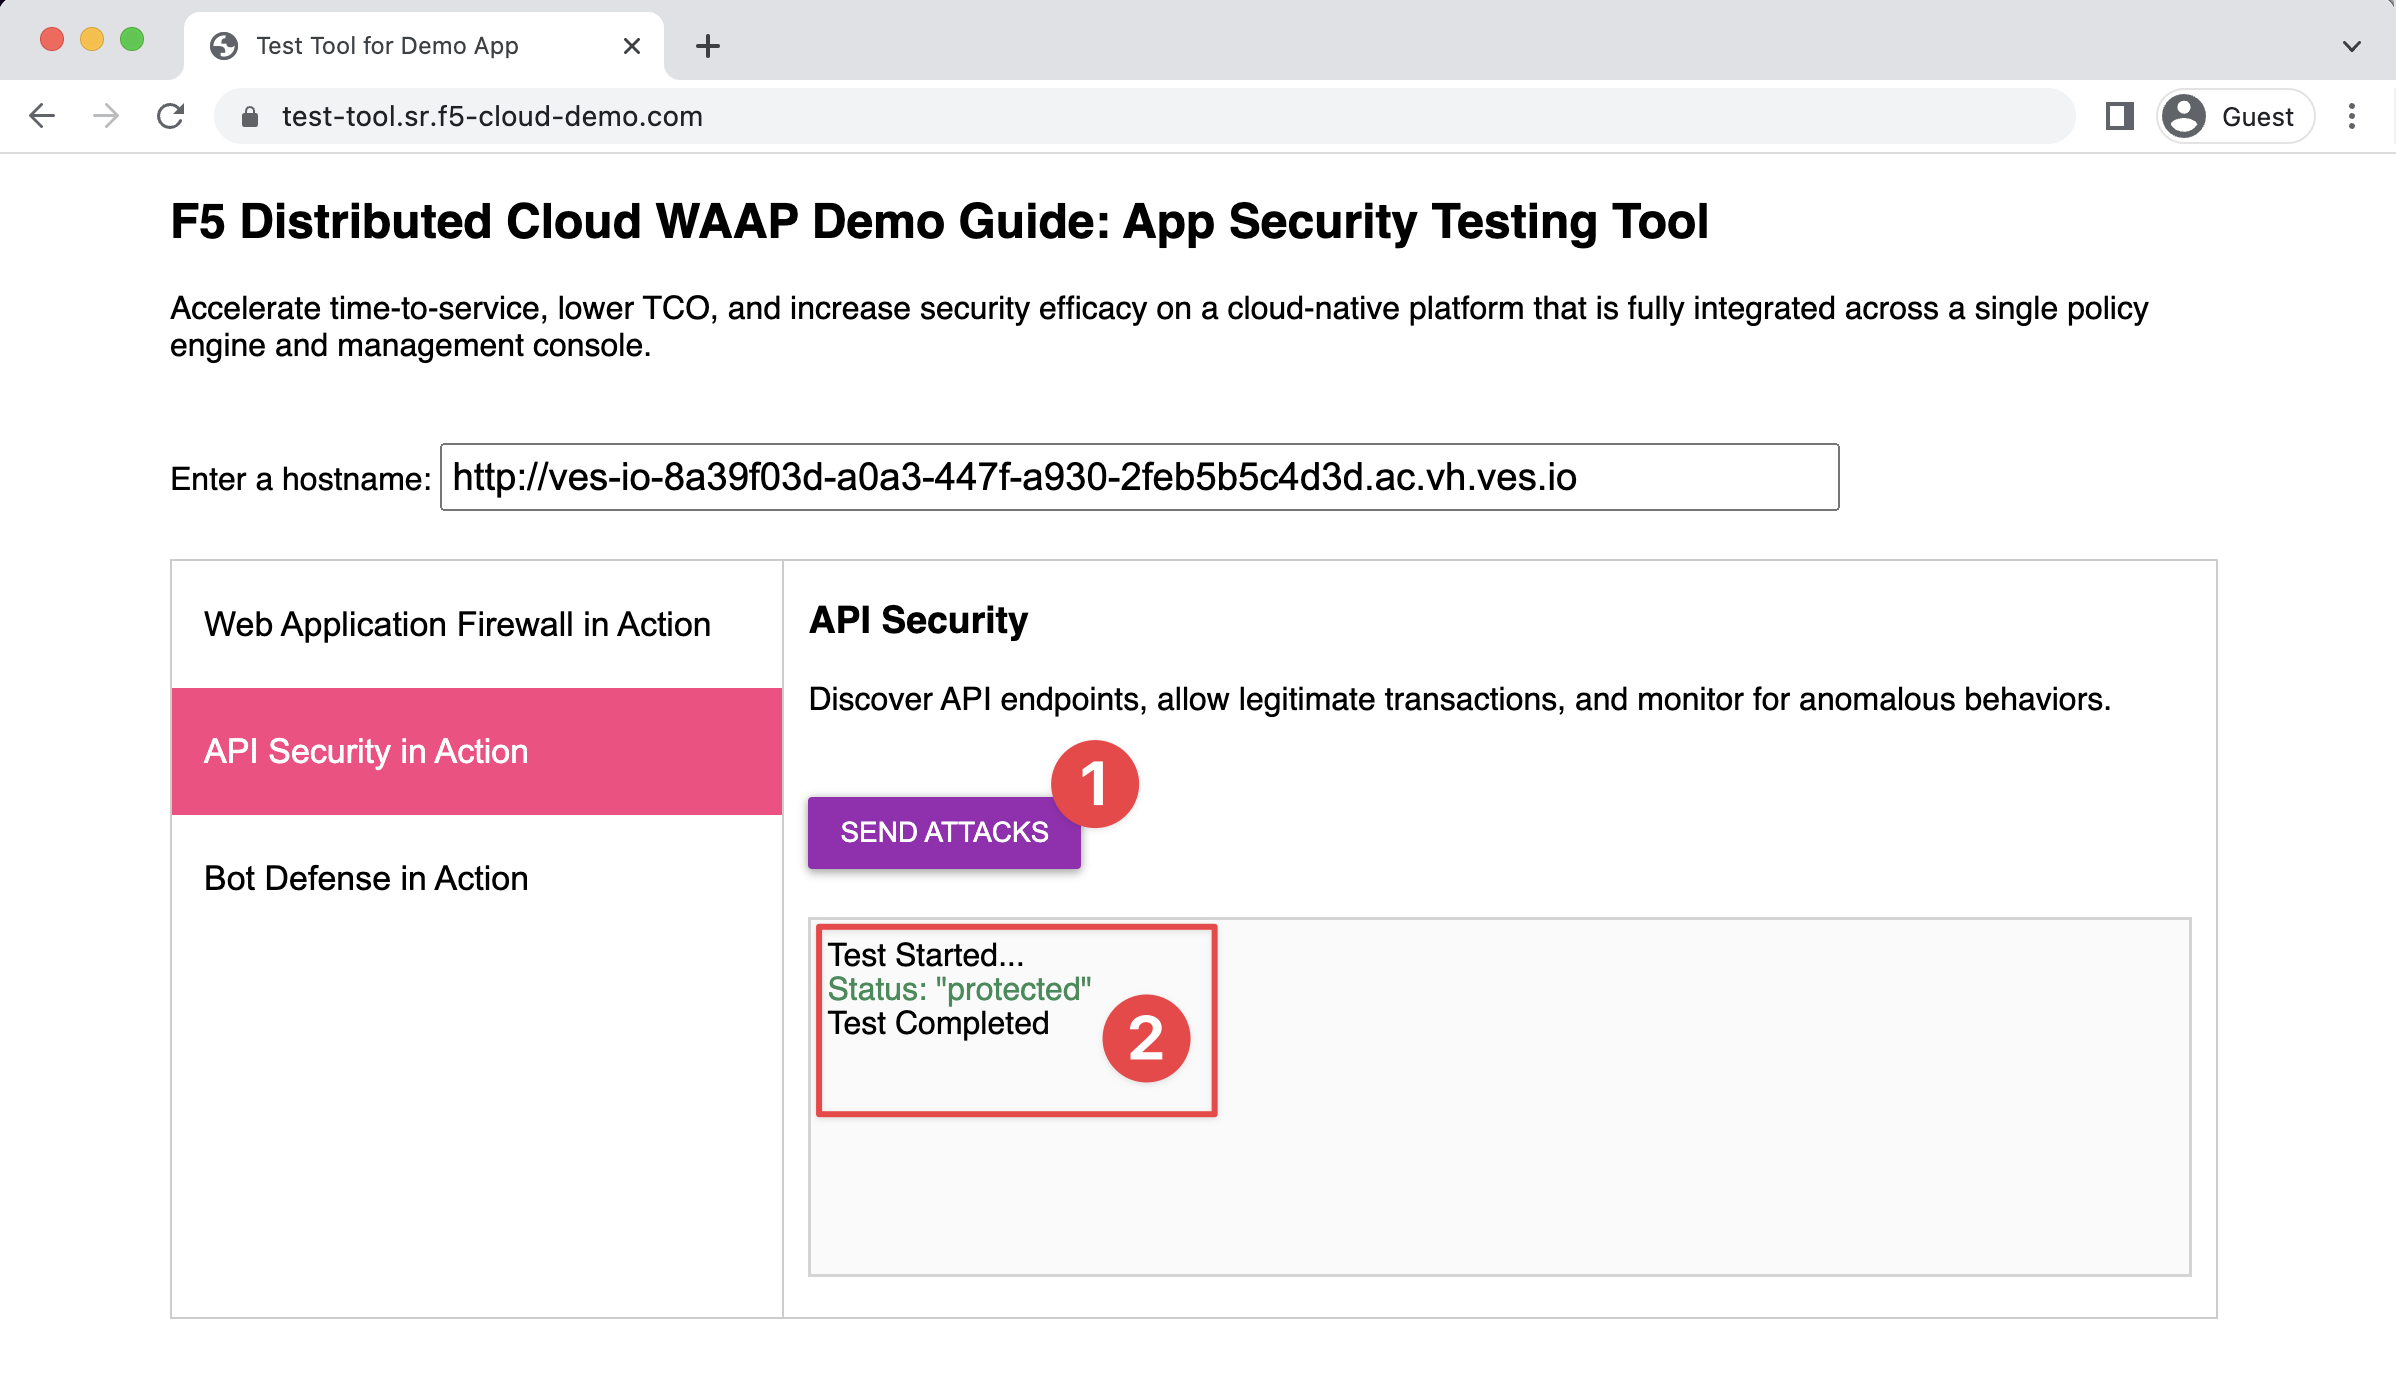 Test Tool for Demo App
test-tool.sr.f5-cloud-demo.com
Guest
F5 Distributed Cloud WAAP Demo Guide: App Security Testing Tool
Accelerate time-to-service, lower TCO, and increase security efficacy on a cloud-native platform that is fully integrated across a single policy
engine and management console.
Enter a hostname: http://ves-io-8a39f03d-a0a3-447f-a930-2feb5b5c4d3d.ac.vh.ves.io
Web Application Firewall in Action
API Security in Action
Bot Defense in Action
API Security
Discover API endpoints, allow legitimate transactions, and monitor for anomalous behaviors.
1
SEND ATTACKS
Test Started...
Status: "protected"
Test Completed
2